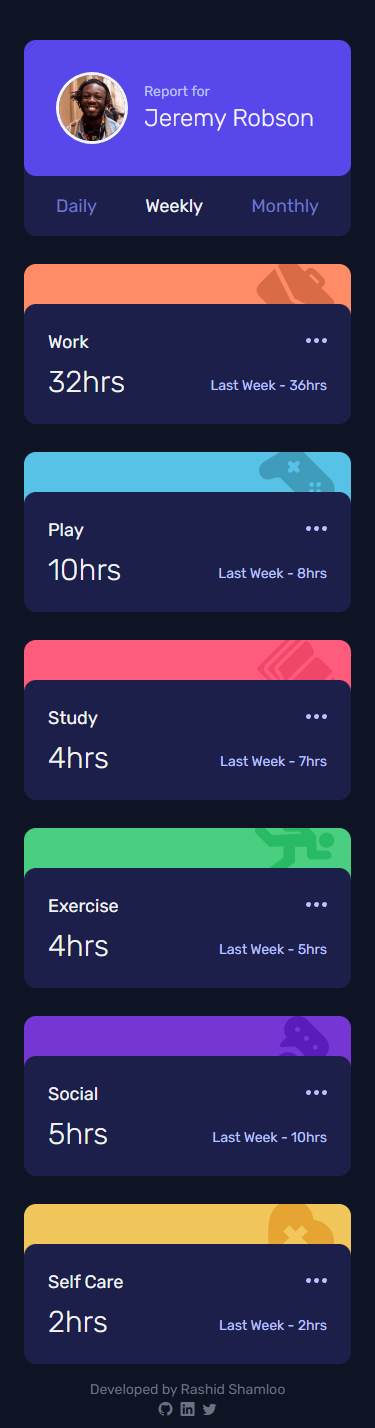 Report for
Jeremy Robson
Daily Weekly Monthly
Work
32hrs Last Week - 36hrs
Play
10hrs Last Week - 8hrs
Study
4hrs Last Week - 7hrs
Exercise
4hrs Last Week - 5hrs
Social
5hrs Last Week - 10hrs
Self Care
2hrs Last Week - 2hrs
Developed by Rashid Shamloo